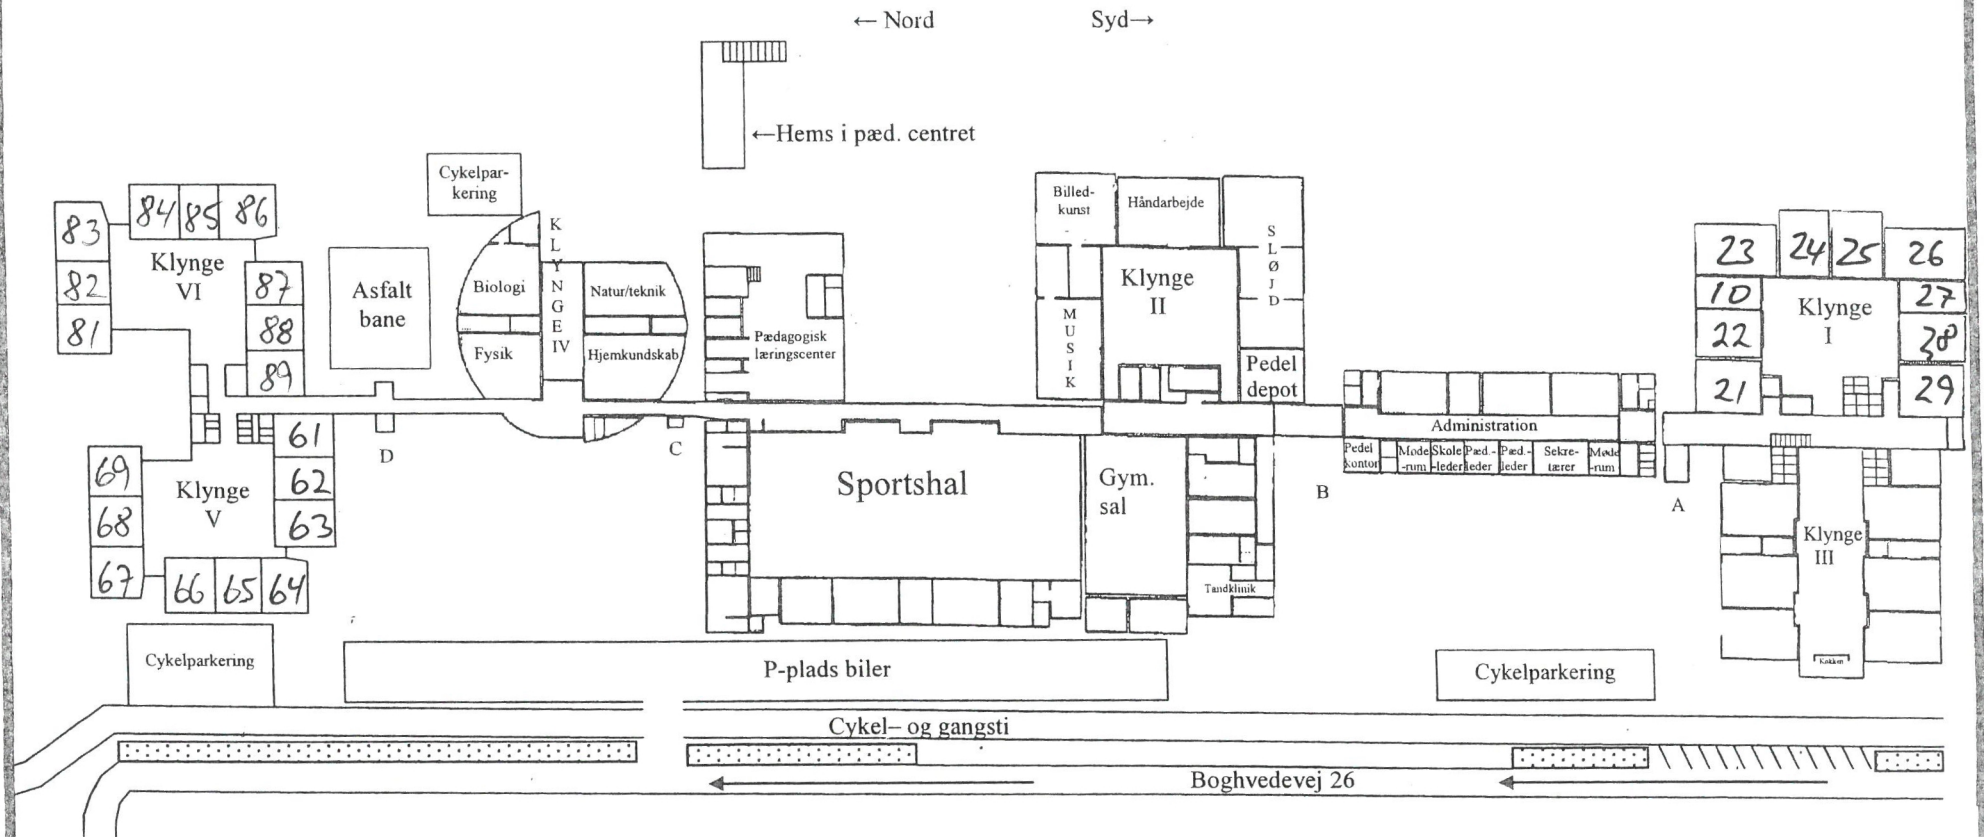 ← Nord
Syd→
←Hems i pæd. centret
Cykelpar-
kering
83
84
85
86
82
81
Klynge
VI
87
88
89
Asfalt
bane
K
L
Y
N
G
E
IV
Biologi
Natur/teknik
Fysik
Hjemkundskab
Pædagogisk
læringscenter
Billed-
kunst
Håndarbejde
S
L
Ø
J
D
Klynge
II
M
U
S
I
K
Pedel
depot
23
24
25
26
10
27
22
21
29
Klynge
I
Administration
Pedel
kontor
Møde
-rum
Skole
-leder
Pæd.-
leder
Pæd.-
leder
Sekre-
tærer
Møde
-rum
D
C
B
A
69
68
67
66
65
64
61
62
63
Klynge
V
Sportshal
Gym.
sal
Tandklinik
Klynge
III
Køkken
Cykelparkering
P-plads biler
Cykelparkering
Cykel– og gangsti
Boghvedevej 26